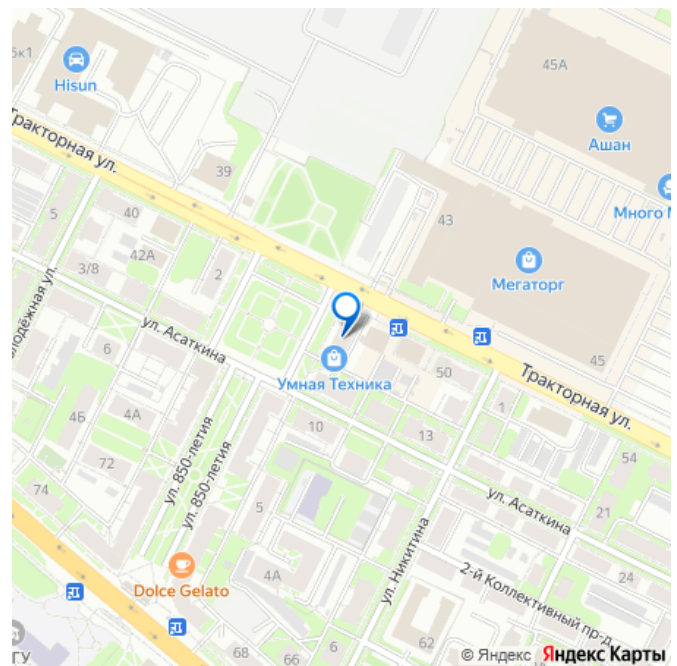 5к1
Hisun
45А
Ашан
Тракторная ул.
39
Много
5
40
43
42А
2
3/8
Мегаторг
ул. Асаткина
6
Умная Техника
50
45
Тракторная ул.
4Б
4А
10
13
1
72
54
74
ул. 850-летия
ул. 850-летия
5
ул. Асаткина
21
ул. Никитина
Dolce Gelato
4А
24
2-й Коллективный пр-д
68
66
62
© Яндекс Яндекс Карты